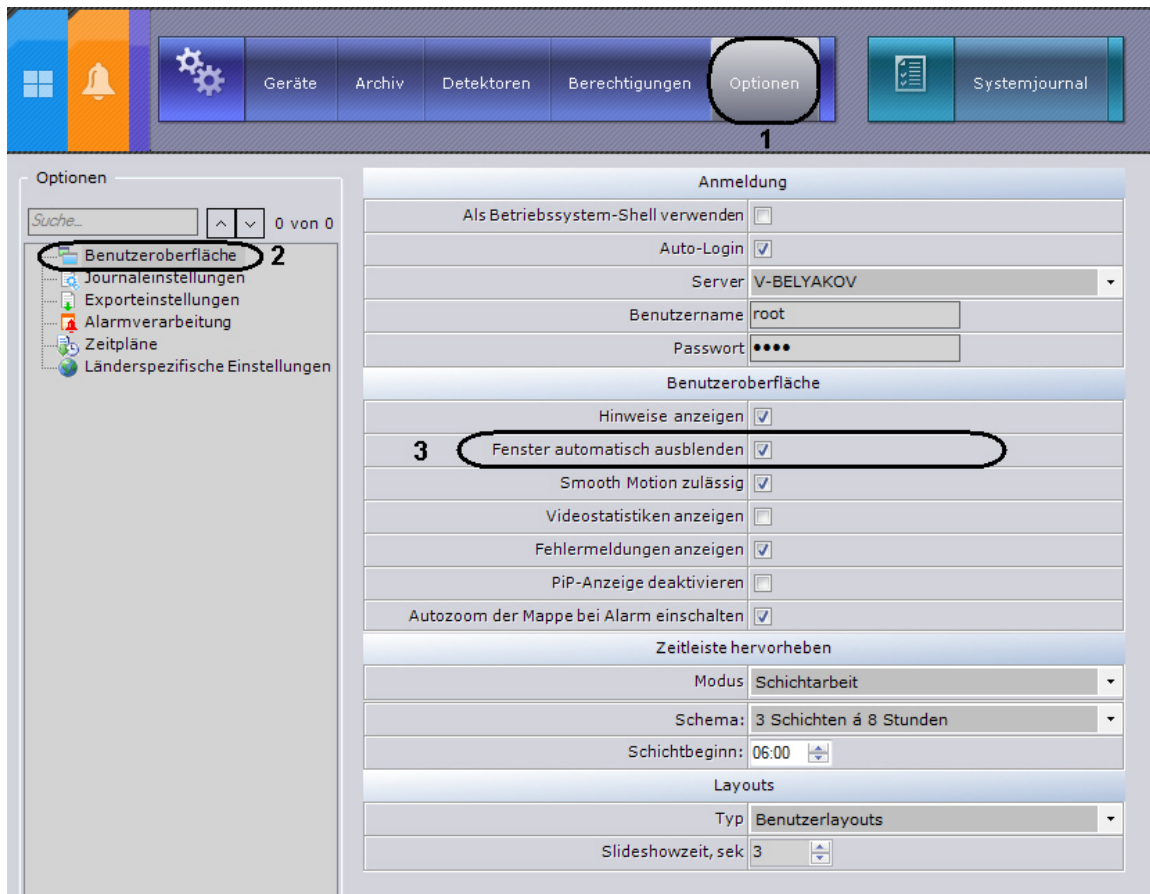 Geräte Archiv Detektoren Berechtigungen Optionen Systemjournal
1
Optionen
Suche... 0 von 0
Benutzeroberfläche 2
Journaleinstellungen
Exporteinstellungen
Alarmverarbeitung
Zeitpläne
Länderspezifische Einstellungen
Anmeldung
Als Betriebssystem-Shell verwenden
Auto-Login
Server V-BELYAKOV
Benutzername root
Passwort ••••
Benutzeroberfläche
Hinweise anzeigen
3 Fenster automatisch ausblenden
Smooth Motion zulässig
Videostatistiken anzeigen
Fehlermeldungen anzeigen
PiP-Anzeige deaktivieren
Autozoom der Mappe bei Alarm einschalten
Zeitleiste hervorheben
Modus Schichtarbeit
Schema: 3 Schichten á 8 Stunden
Schichtbeginn: 06:00
Layouts
Typ Benutzerlayouts
Slideshowzeit, sek 3